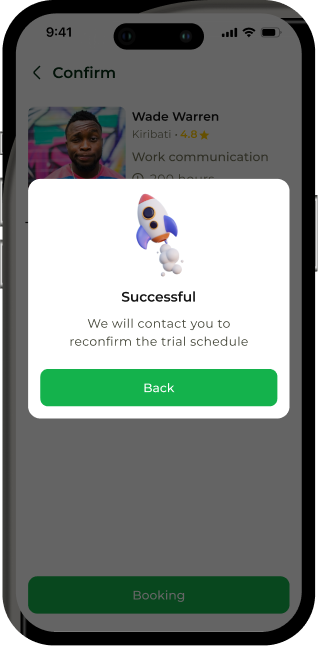 9:41
Confirm
Wade Warren
Kiribati • 4.8
Work communication
200 hours
Successful
We will contact you to
reconfirm the trial schedule
Back
Booking